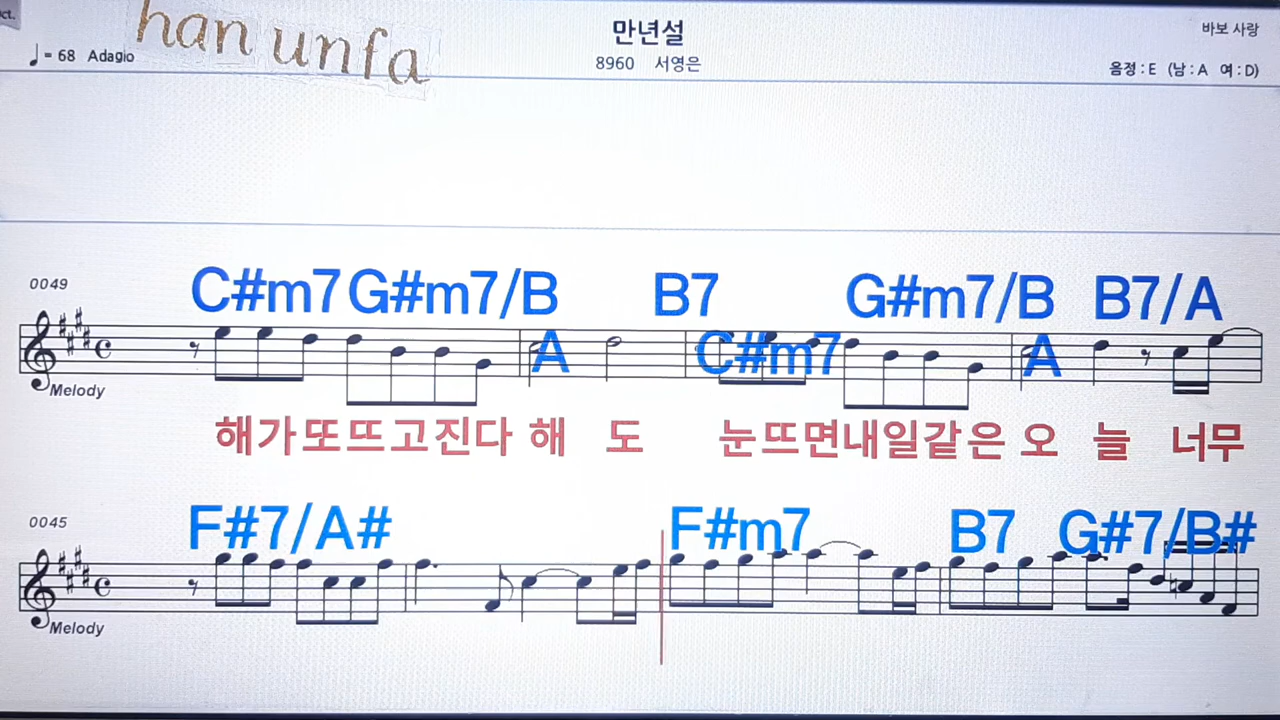 ct.
han unfa
만년설
바보 사랑
♩= 68 Adagio
8960 서영은
음정 : E (남 : A 여 : D)
0049
C#m7 G#m7/B B7 G#m7/B B7/A
A C#m7 A
Melody
해가또뜨고진다 해 도 눈뜨면내일같은 오 늘 너무
0045
F#7/A# F#m7 B7 G#7/B#
Melody